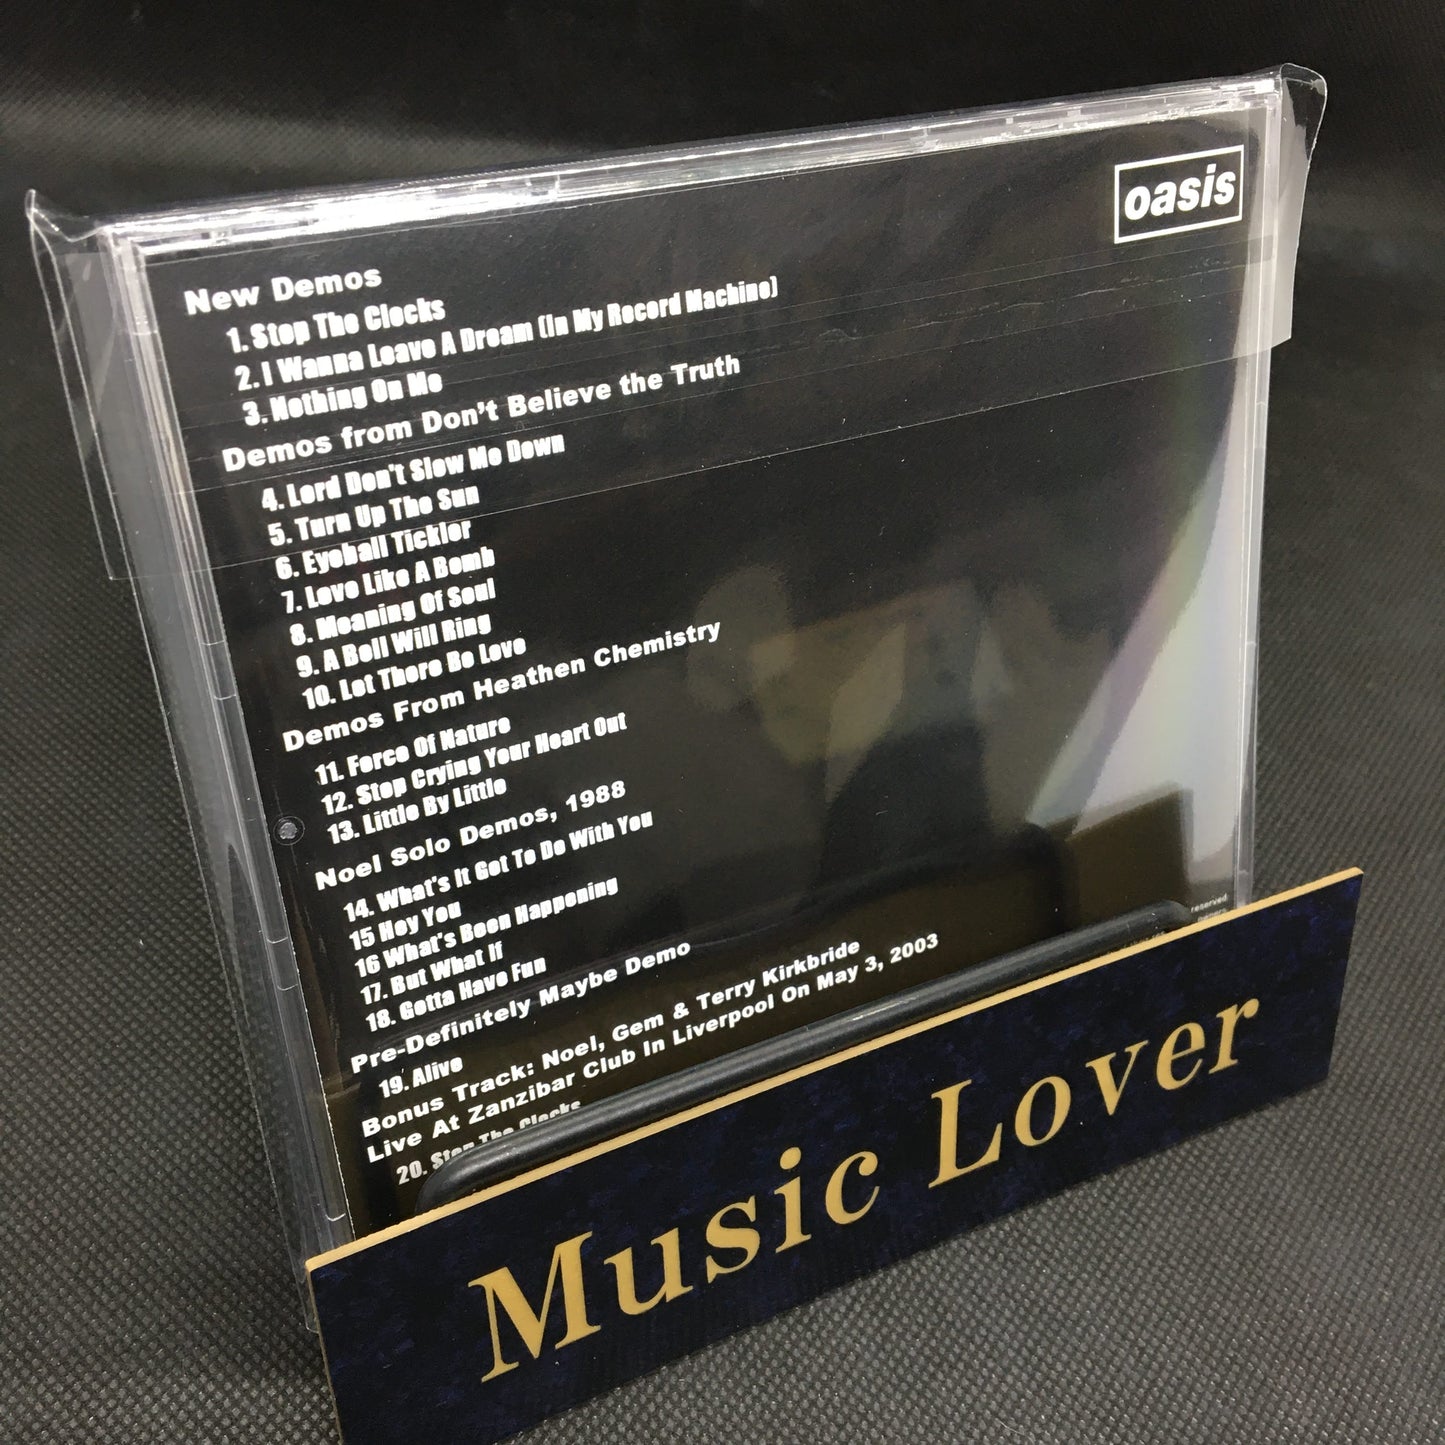 oasis
New Demos
1. Stop The Clocks
2. I Wanna Leave A Dream (In My Record Machine)
3. Nothing On Me
Demos from Don't Believe the Truth
4. Lord Don't Slow Me Down
5. Turn Up The Sun
6. Eyeball Tickler
7. Love Like A Bomb
8. Meaning Of Soul
9. A Bell Will Ring
10. Let There Be Love
Demos From Heathen Chemistry
11. Force Of Nature
12. Stop Crying Your Heart Out
13. Little By Little
Noel Solo Demos, 1988
14. What's It Got To Do With You
15 Hey You
16 What's Been Happening
17. But What If
18. Gotta Have Fun
Pre-Definitely Maybe Demo
19. Alive
Bonus Track: Noel, Gem & Terry Kirkbride
Live At Zanzibar Club In Liverpool On May 3, 2003
20. Stop The Clocks
reserved
Music Lover